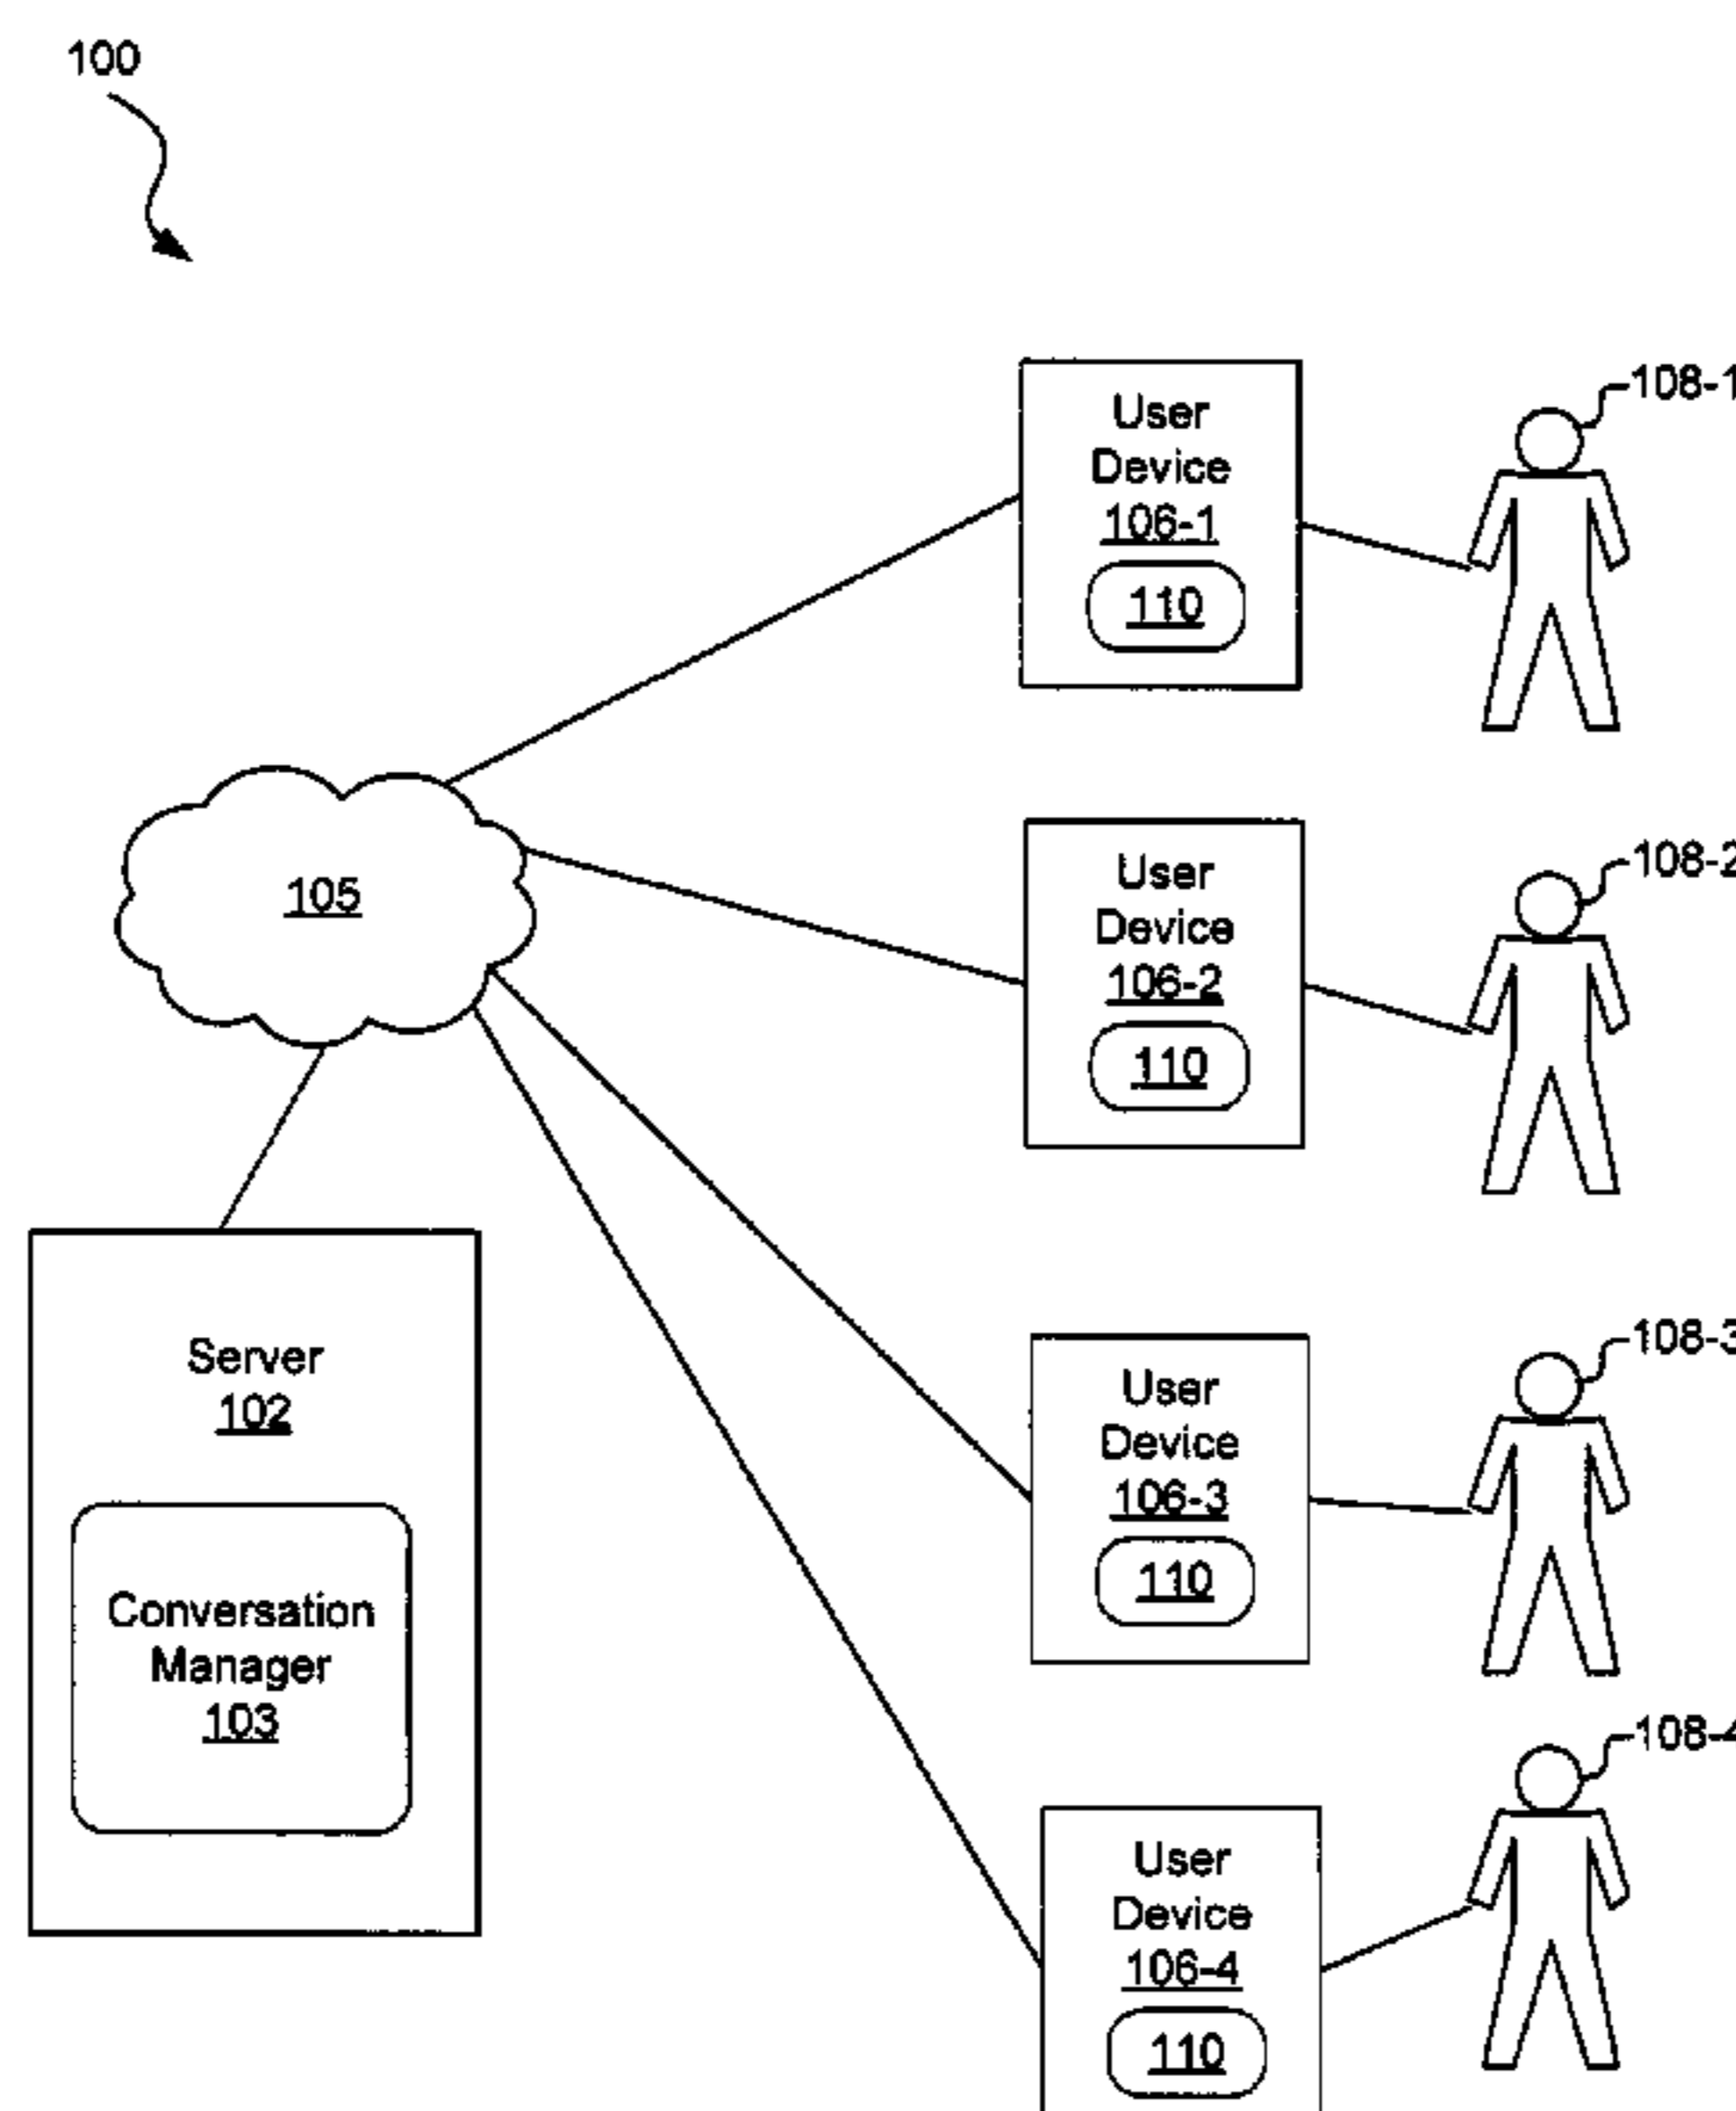 100
User
Device
106-1
110
108-1
105
User
Device
106-2
110
108-2
Server
102
Conversation
Manager
103
User
Device
106-3
110
108-3
User
Device
106-4
110
108-4